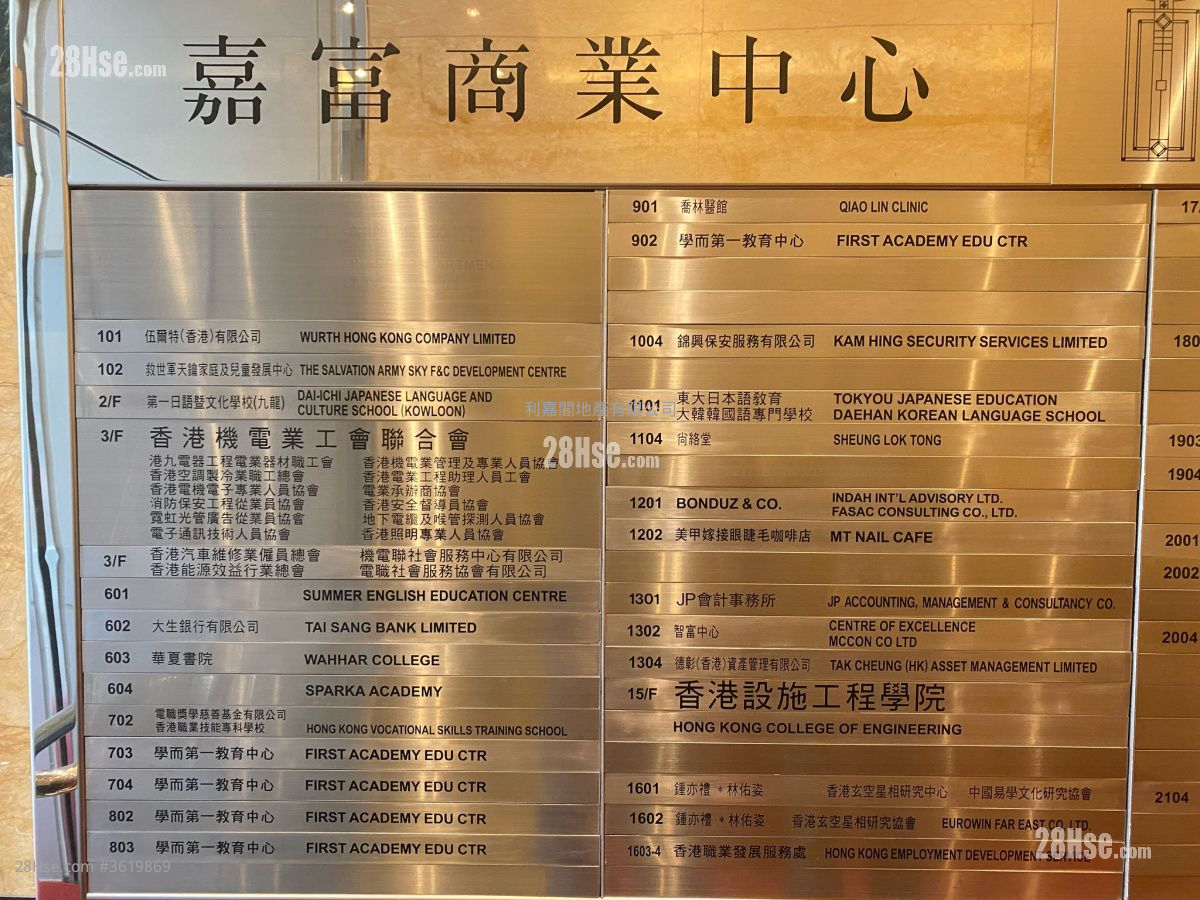 嘉富商業中心
28Hse.com
101 伍爾特(香港)有限公司 WURTH HONG KONG COMPANY LIMITED
102 救世軍天鑰家庭及兒童發展中心 THE SALVATION ARMY SKY F&C DEVELOPMENT CENTRE
2/F 第一日語暨文化學校(九龍) DAI-ICHI JAPANESE LANGUAGE AND
CULTURE SCHOOL (KOWLOON)
3/F 香港機電業工會聯合會
港九電器工程電業器材職工會 香港機電業管理及專業人員協會
香港空調製冷業職工總會 香港電業工程助理人員工會
香港電機電子專業人員協會 電業承辦商協會
消防保安工程從業員協會 香港安全督導員協會
霓虹光管廣告從業員協會 地下電纜及喉管探測人員協會
電子通訊技術人員協會 香港照明專業人員協會
3/F 香港汽車維修業僱員總會 機電聯社會服務中心有限公司
香港能源效益行業總會 電職社會服務協會有限公司
601 SUMMER ENGLISH EDUCATION CENTRE
602 大生銀行有限公司 TAI SANG BANK LIMITED
603 華夏書院 WAHHAR COLLEGE
604 SPARKA ACADEMY
702 電職獎學慈善基金有限公司
香港職業技能專科學校 HONG KONG VOCATIONAL SKILLS TRAINING SCHOOL
703 學而第一教育中心 FIRST ACADEMY EDU CTR
704 學而第一教育中心 FIRST ACADEMY EDU CTR
802 學而第一教育中心 FIRST ACADEMY EDU CTR
803 學而第一教育中心 FIRST ACADEMY EDU CTR
28Hse.com #3619869
901 喬林醫館 QIAO LIN CLINIC
902 學而第一教育中心 FIRST ACADEMY EDU CTR
1004 錦興保安服務有限公司 KAM HING SECURITY SERVICES LIMITED
1101 東大日本語教育 TOKYOU JAPANESE EDUCATION
大韓韓國語專門學校 DAEHAN KOREAN LANGUAGE SCHOOL
利嘉閣地產有限公司
1104 尙絡堂 SHEUNG LOK TONG
28Hse.com
1201 BONDUZ & CO. INDAH INT'L ADVISORY LTD.
FASAC CONSULTING CO., LTD.
1202 美甲嫁接眼睫毛咖啡店 MT NAIL CAFE
1301 JP會計事務所 JP ACCOUNTING, MANAGEMENT & CONSULTANCY CO.
1302 智富中心 CENTRE OF EXCELLENCE
MCCON CO LTD
1304 德彰(香港)資產管理有限公司 TAK CHEUNG (HK) ASSET MANAGEMENT LIMITED
15/F 香港設施工程學院
HONG KONG COLLEGE OF ENGINEERING
1601 鍾亦禮 * 林佑姿 香港玄空星相研究中心 中國易學文化研究協會
1602 鍾亦禮 * 林佑姿 香港玄空星相研究協會 EUROWIN FAR EAST CO. LTD.
1603-4 香港職業發展服務處 HONG KONG EMPLOYMENT DEVELOPMENT SERVICE
28Hse.com
17
180
1903
1904
2001
2002
2004
2104